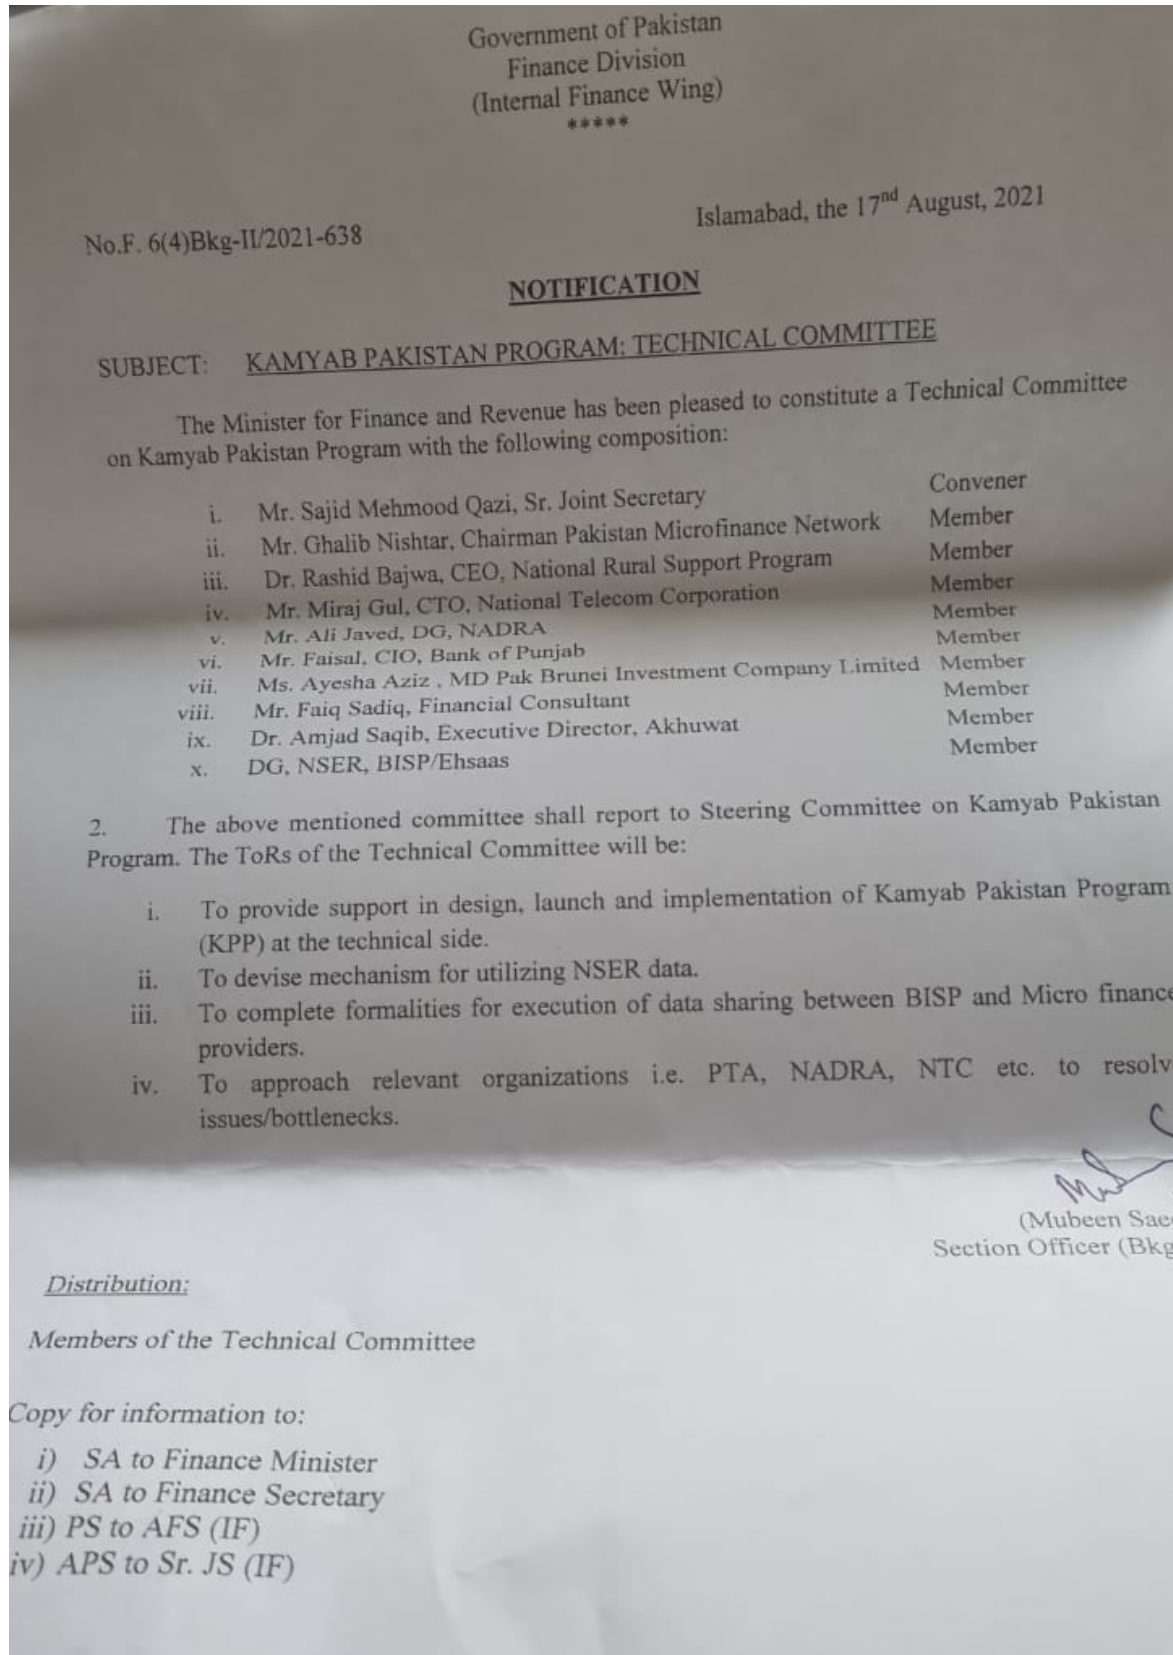 Government of Pakistan
Finance Division
(Internal Finance Wing)
*****
Islamabad, the 17nd August, 2021
No.F. 6(4)Bkg-II/2021-638
NOTIFICATION
SUBJECT: KAMYAB PAKISTAN PROGRAM: TECHNICAL COMMITTEE
The Minister for Finance and Revenue has been pleased to constitute a Technical Committee
on Kamyab Pakistan Program with the following composition:
i. Mr. Sajid Mehmood Qazi, Sr. Joint Secretary Convener
ii. Mr. Ghalib Nishtar, Chairman Pakistan Microfinance Network Member
iii. Dr. Rashid Bajwa, CEO, National Rural Support Program Member
iv. Mr. Miraj Gul, CTO, National Telecom Corporation Member
v. Mr. Ali Javed, DG, NADRA Member
vi. Mr. Faisal, CIO, Bank of Punjab Member
vii. Ms. Ayesha Aziz , MD Pak Brunei Investment Company Limited Member
viii. Mr. Faiq Sadiq, Financial Consultant Member
ix. Dr. Amjad Saqib, Executive Director, Akhuwat Member
x. DG, NSER, BISP/Ehsaas Member
2. The above mentioned committee shall report to Steering Committee on Kamyab Pakistan
Program. The ToRs of the Technical Committee will be:
i. To provide support in design, launch and implementation of Kamyab Pakistan Program
(KPP) at the technical side.
ii. To devise mechanism for utilizing NSER data.
iii. To complete formalities for execution of data sharing between BISP and Micro finance
providers.
iv. To approach relevant organizations i.e. PTA, NADRA, NTC etc. to resolv
issues/bottlenecks.
(Mubeen Sae
Section Officer (Bkg
Distribution:
Members of the Technical Committee
Copy for information to:
i) SA to Finance Minister
ii) SA to Finance Secretary
iii) PS to AFS (IF)
iv) APS to Sr. JS (IF)